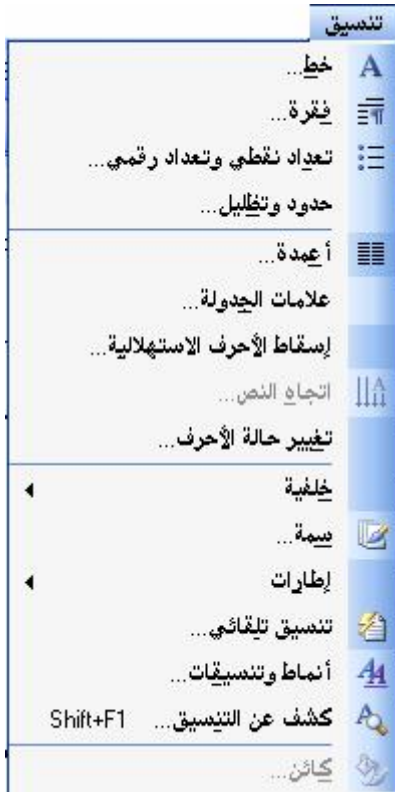 تنسيق
خط...
فقرة...
تعداد نقطي وتعداد رقمي...
حدود وتظليل...
أعمدة...
علامات الجدولة...
إسقاط الأحرف الاستهلالية...
اتجاه النص...
تغيير حالة الأحرف...
خلفية
سمة...
إطارات
تنسيق تلقائي...
أنماط وتنسيقات...
كشف عن التنسيق... Shift+F1
كائن...